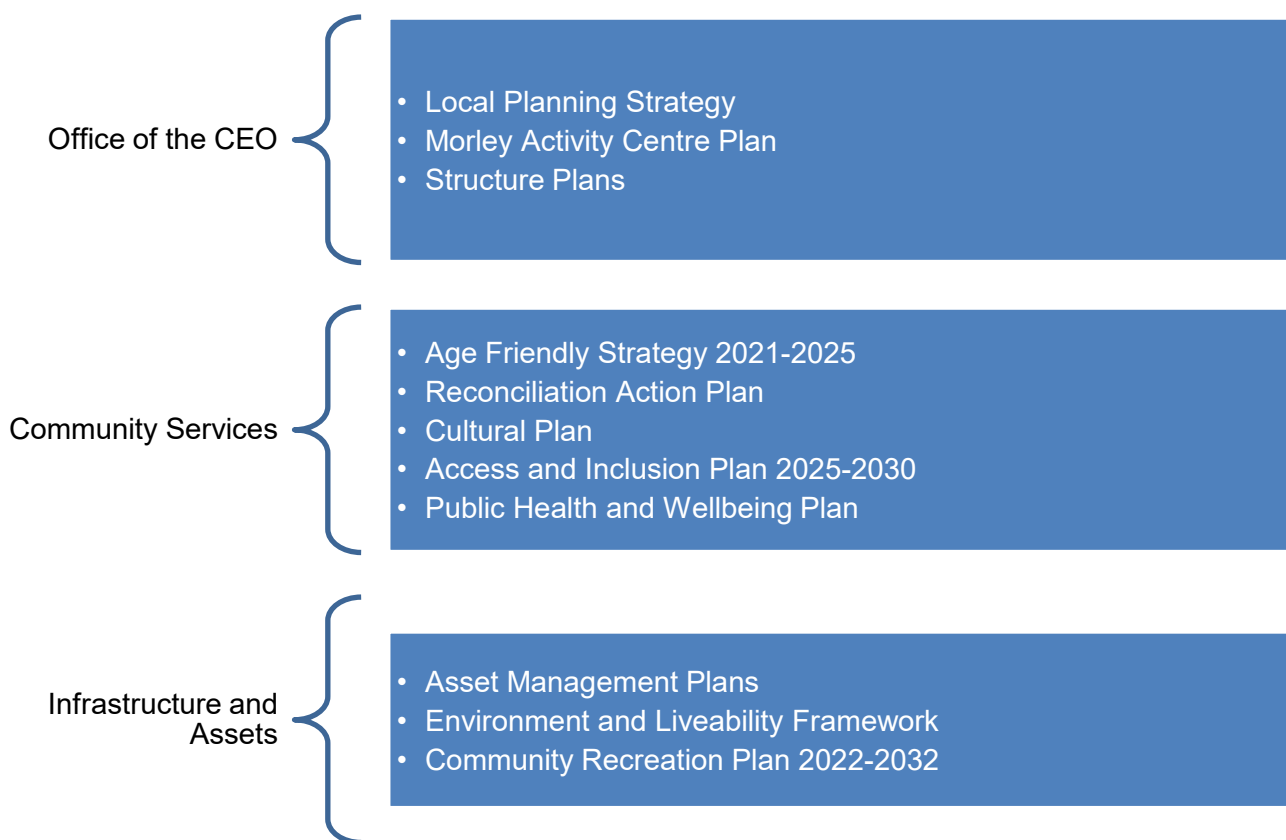 Office of the CEO
• Local Planning Strategy
• Morley Activity Centre Plan
• Structure Plans
Community Services
• Age Friendly Strategy 2021-2025
• Reconciliation Action Plan
• Cultural Plan
• Access and Inclusion Plan 2025-2030
• Public Health and Wellbeing Plan
Infrastructure and
Assets
• Asset Management Plans
• Environment and Liveability Framework
• Community Recreation Plan 2022-2032